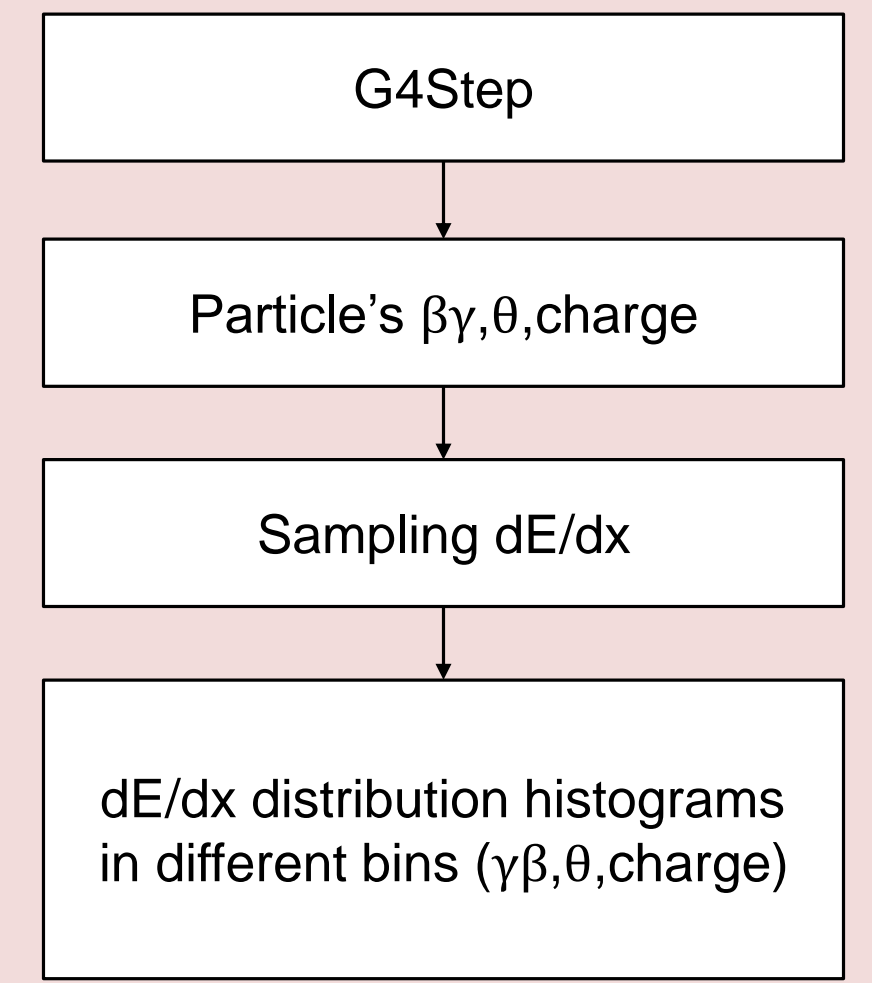 G4Step
Particle’s βγ,θ,charge
Sampling dE/dx
dE/dx distribution histograms
in different bins (γβ,θ,charge)